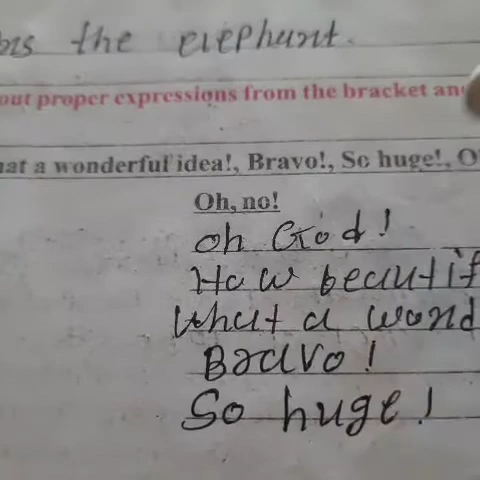 the elephant.
out proper expressions from the bracket and
hat a wonderful idea!, Bravo!, So huge!, O
Oh, no!
Oh God!
How beautif
What a wond
Bravo!
So huge!